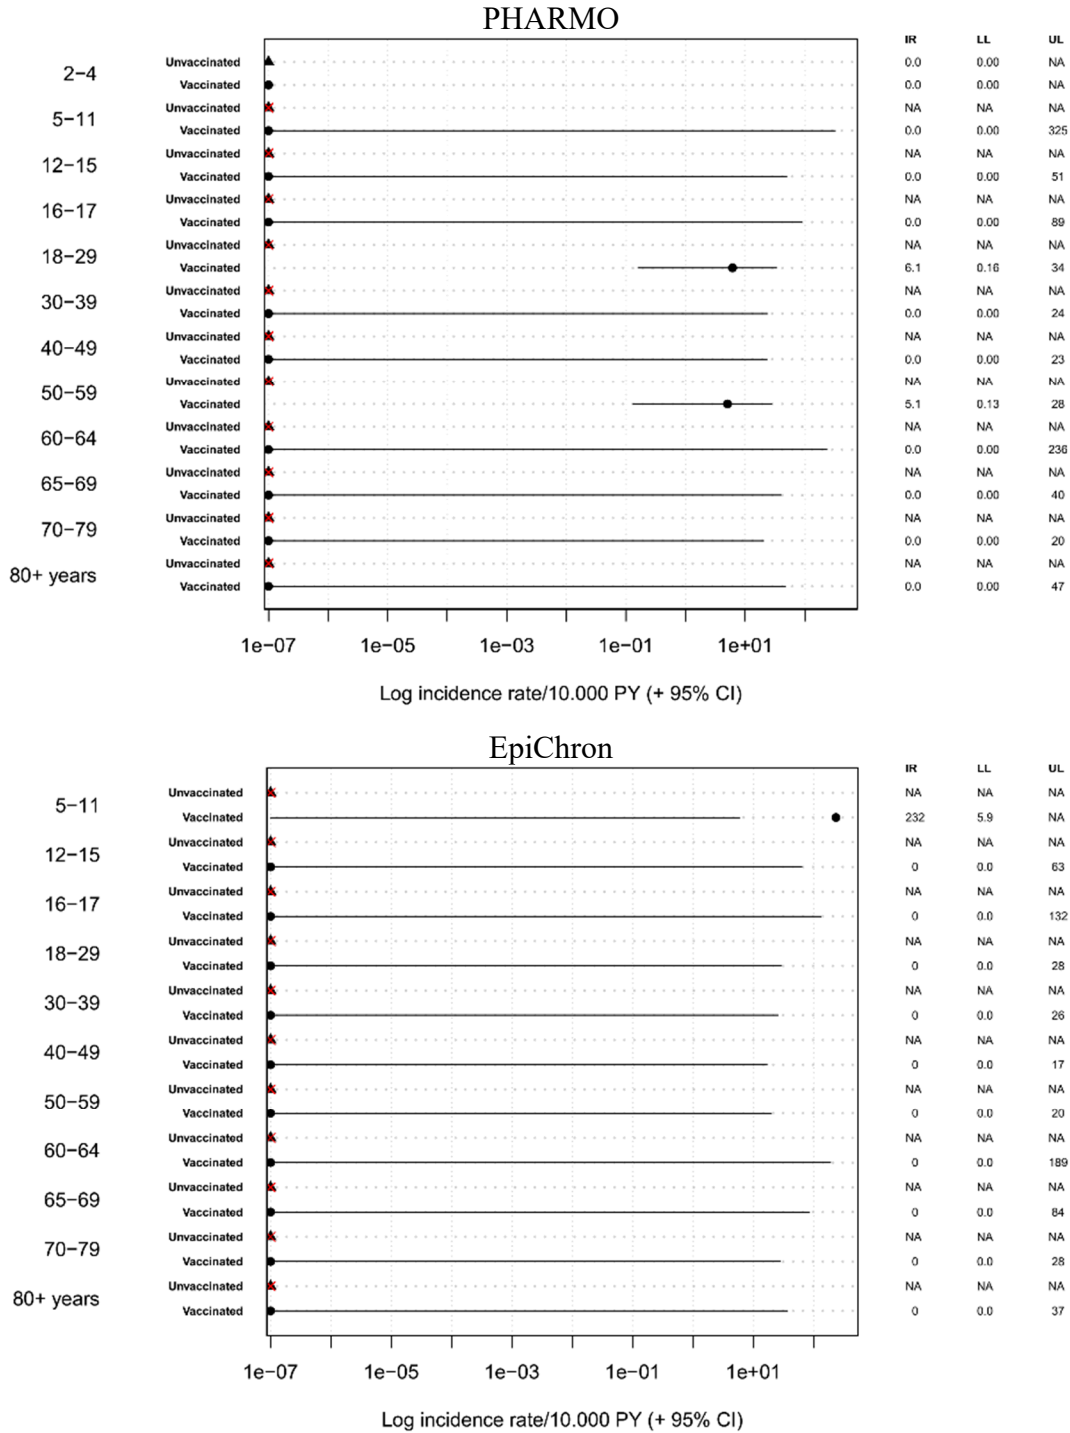 PHARMO
IR LL UL
2−4
Unvaccinated 0.0 0.00 NA
Vaccinated 0.0 0.00 NA
5−11
Unvaccinated NA NA NA
Vaccinated 0.0 0.00 325
12−15
Unvaccinated NA NA NA
Vaccinated 0.0 0.00 51
16−17
Unvaccinated NA NA NA
Vaccinated 0.0 0.00 89
18−29
Unvaccinated NA NA NA
Vaccinated 6.1 0.16 34
30−39
Unvaccinated NA NA NA
Vaccinated 0.0 0.00 24
40−49
Unvaccinated NA NA NA
Vaccinated 0.0 0.00 23
50−59
Unvaccinated NA NA NA
Vaccinated 5.1 0.13 28
60−64
Unvaccinated NA NA NA
Vaccinated 0.0 0.00 236
65−69
Unvaccinated NA NA NA
Vaccinated 0.0 0.00 40
70−79
Unvaccinated NA NA NA
Vaccinated 0.0 0.00 20
80+ years
Unvaccinated NA NA NA
Vaccinated 0.0 0.00 47
1e−07 1e−05 1e−03 1e−01 1e+01
Log incidence rate/10.000 PY (+ 95% CI)
EpiChron
IR LL UL
5−11
Unvaccinated NA NA NA
Vaccinated 232 5.9 NA
12−15
Unvaccinated NA NA NA
Vaccinated 0 0.0 63
16−17
Unvaccinated NA NA NA
Vaccinated 0 0.0 132
18−29
Unvaccinated NA NA NA
Vaccinated 0 0.0 28
30−39
Unvaccinated NA NA NA
Vaccinated 0 0.0 26
40−49
Unvaccinated NA NA NA
Vaccinated 0 0.0 17
50−59
Unvaccinated NA NA NA
Vaccinated 0 0.0 20
60−64
Unvaccinated NA NA NA
Vaccinated 0 0.0 189
65−69
Unvaccinated NA NA NA
Vaccinated 0 0.0 84
70−79
Unvaccinated NA NA NA
Vaccinated 0 0.0 28
80+ years
Unvaccinated NA NA NA
Vaccinated 0 0.0 37
1e−07 1e−05 1e−03 1e−01 1e+01
Log incidence rate/10.000 PY (+ 95% CI)